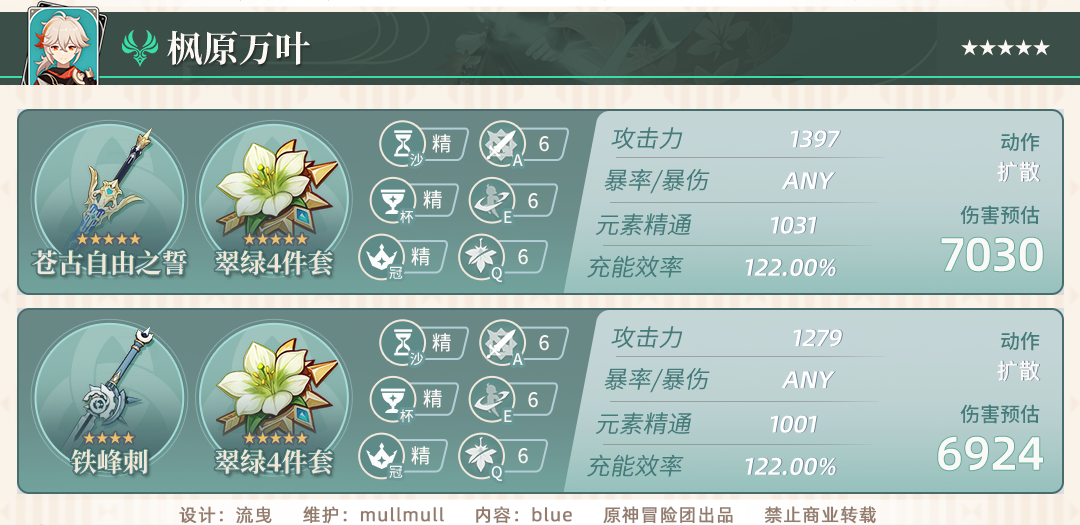 枫原万叶 ★★★★★
沙 精 A 6
杯 精 E 6
冠 精 Q 6
★★★★★ ★★★★★
苍古自由之誓 翠绿4件套
攻击力 1397
暴率/暴伤 ANY
元素精通 1031
充能效率 122.00%
动作
扩散
伤害预估
7030
沙 精 A 6
杯 精 E 6
冠 精 Q 6
★★★★ ★★★★★
铁峰刺 翠绿4件套
攻击力 1279
暴率/暴伤 ANY
元素精通 1001
充能效率 122.00%
动作
扩散
伤害预估
6924
设计：流曳 维护：mullmull 内容：blue 原神冒险团出品 禁止商业转载